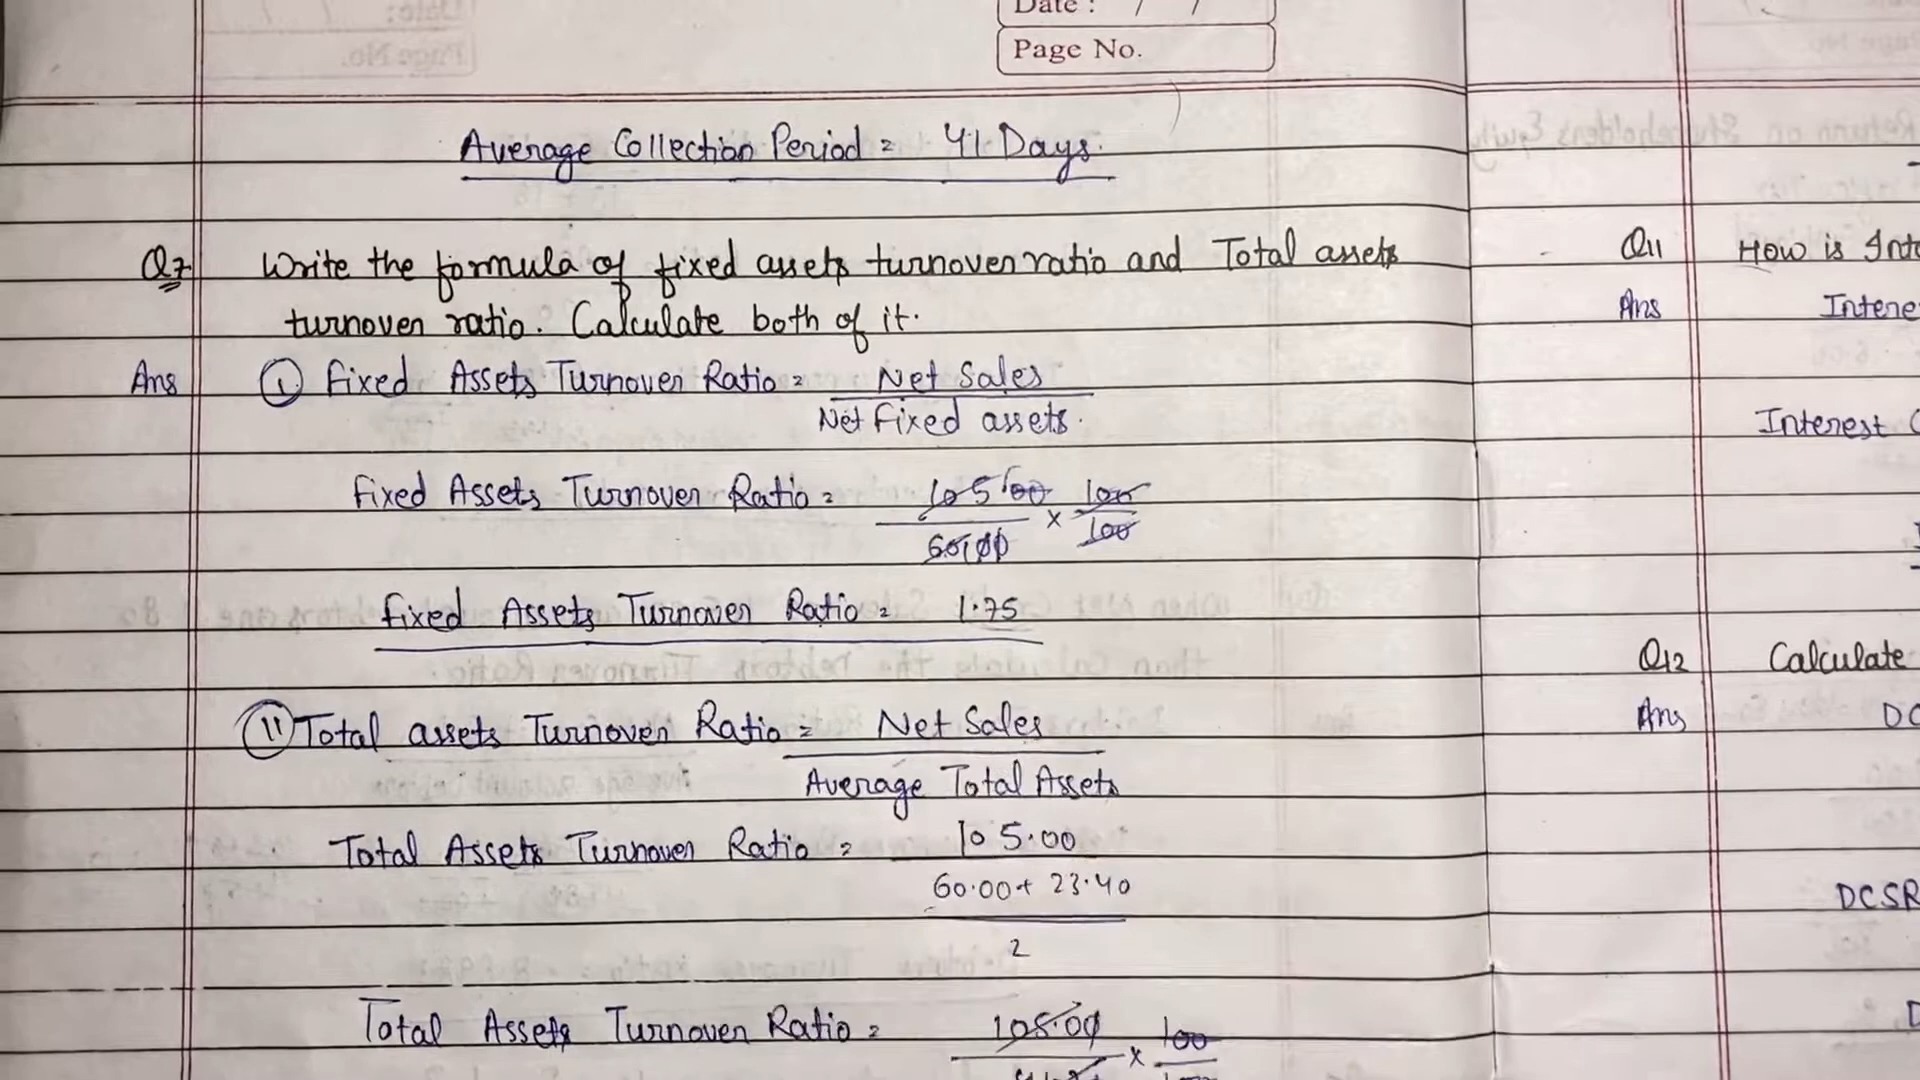 Date : / /
Page No.
Average Collection Period = 41 Days.
Q7 Write the formula of fixed assets turnover ratio and Total assets
turnover ratio. Calculate both of it.
Ans (i) Fixed Assets Turnover Ratio = Net Sales
Net Fixed assets.
Fixed Assets Turnover Ratio = 105.00 × 100
60.00 100
Fixed Assets Turnover Ratio = 1.75
(ii) Total assets Turnover Ratio = Net Sales
Average Total Assets
Total Assets Turnover Ratio = 105.00
60.00 + 23.40
2
Total Assets Turnover Ratio = 105.00 × 100
Q11 How is
Ans
Interest
Q12 Calculate
Ans